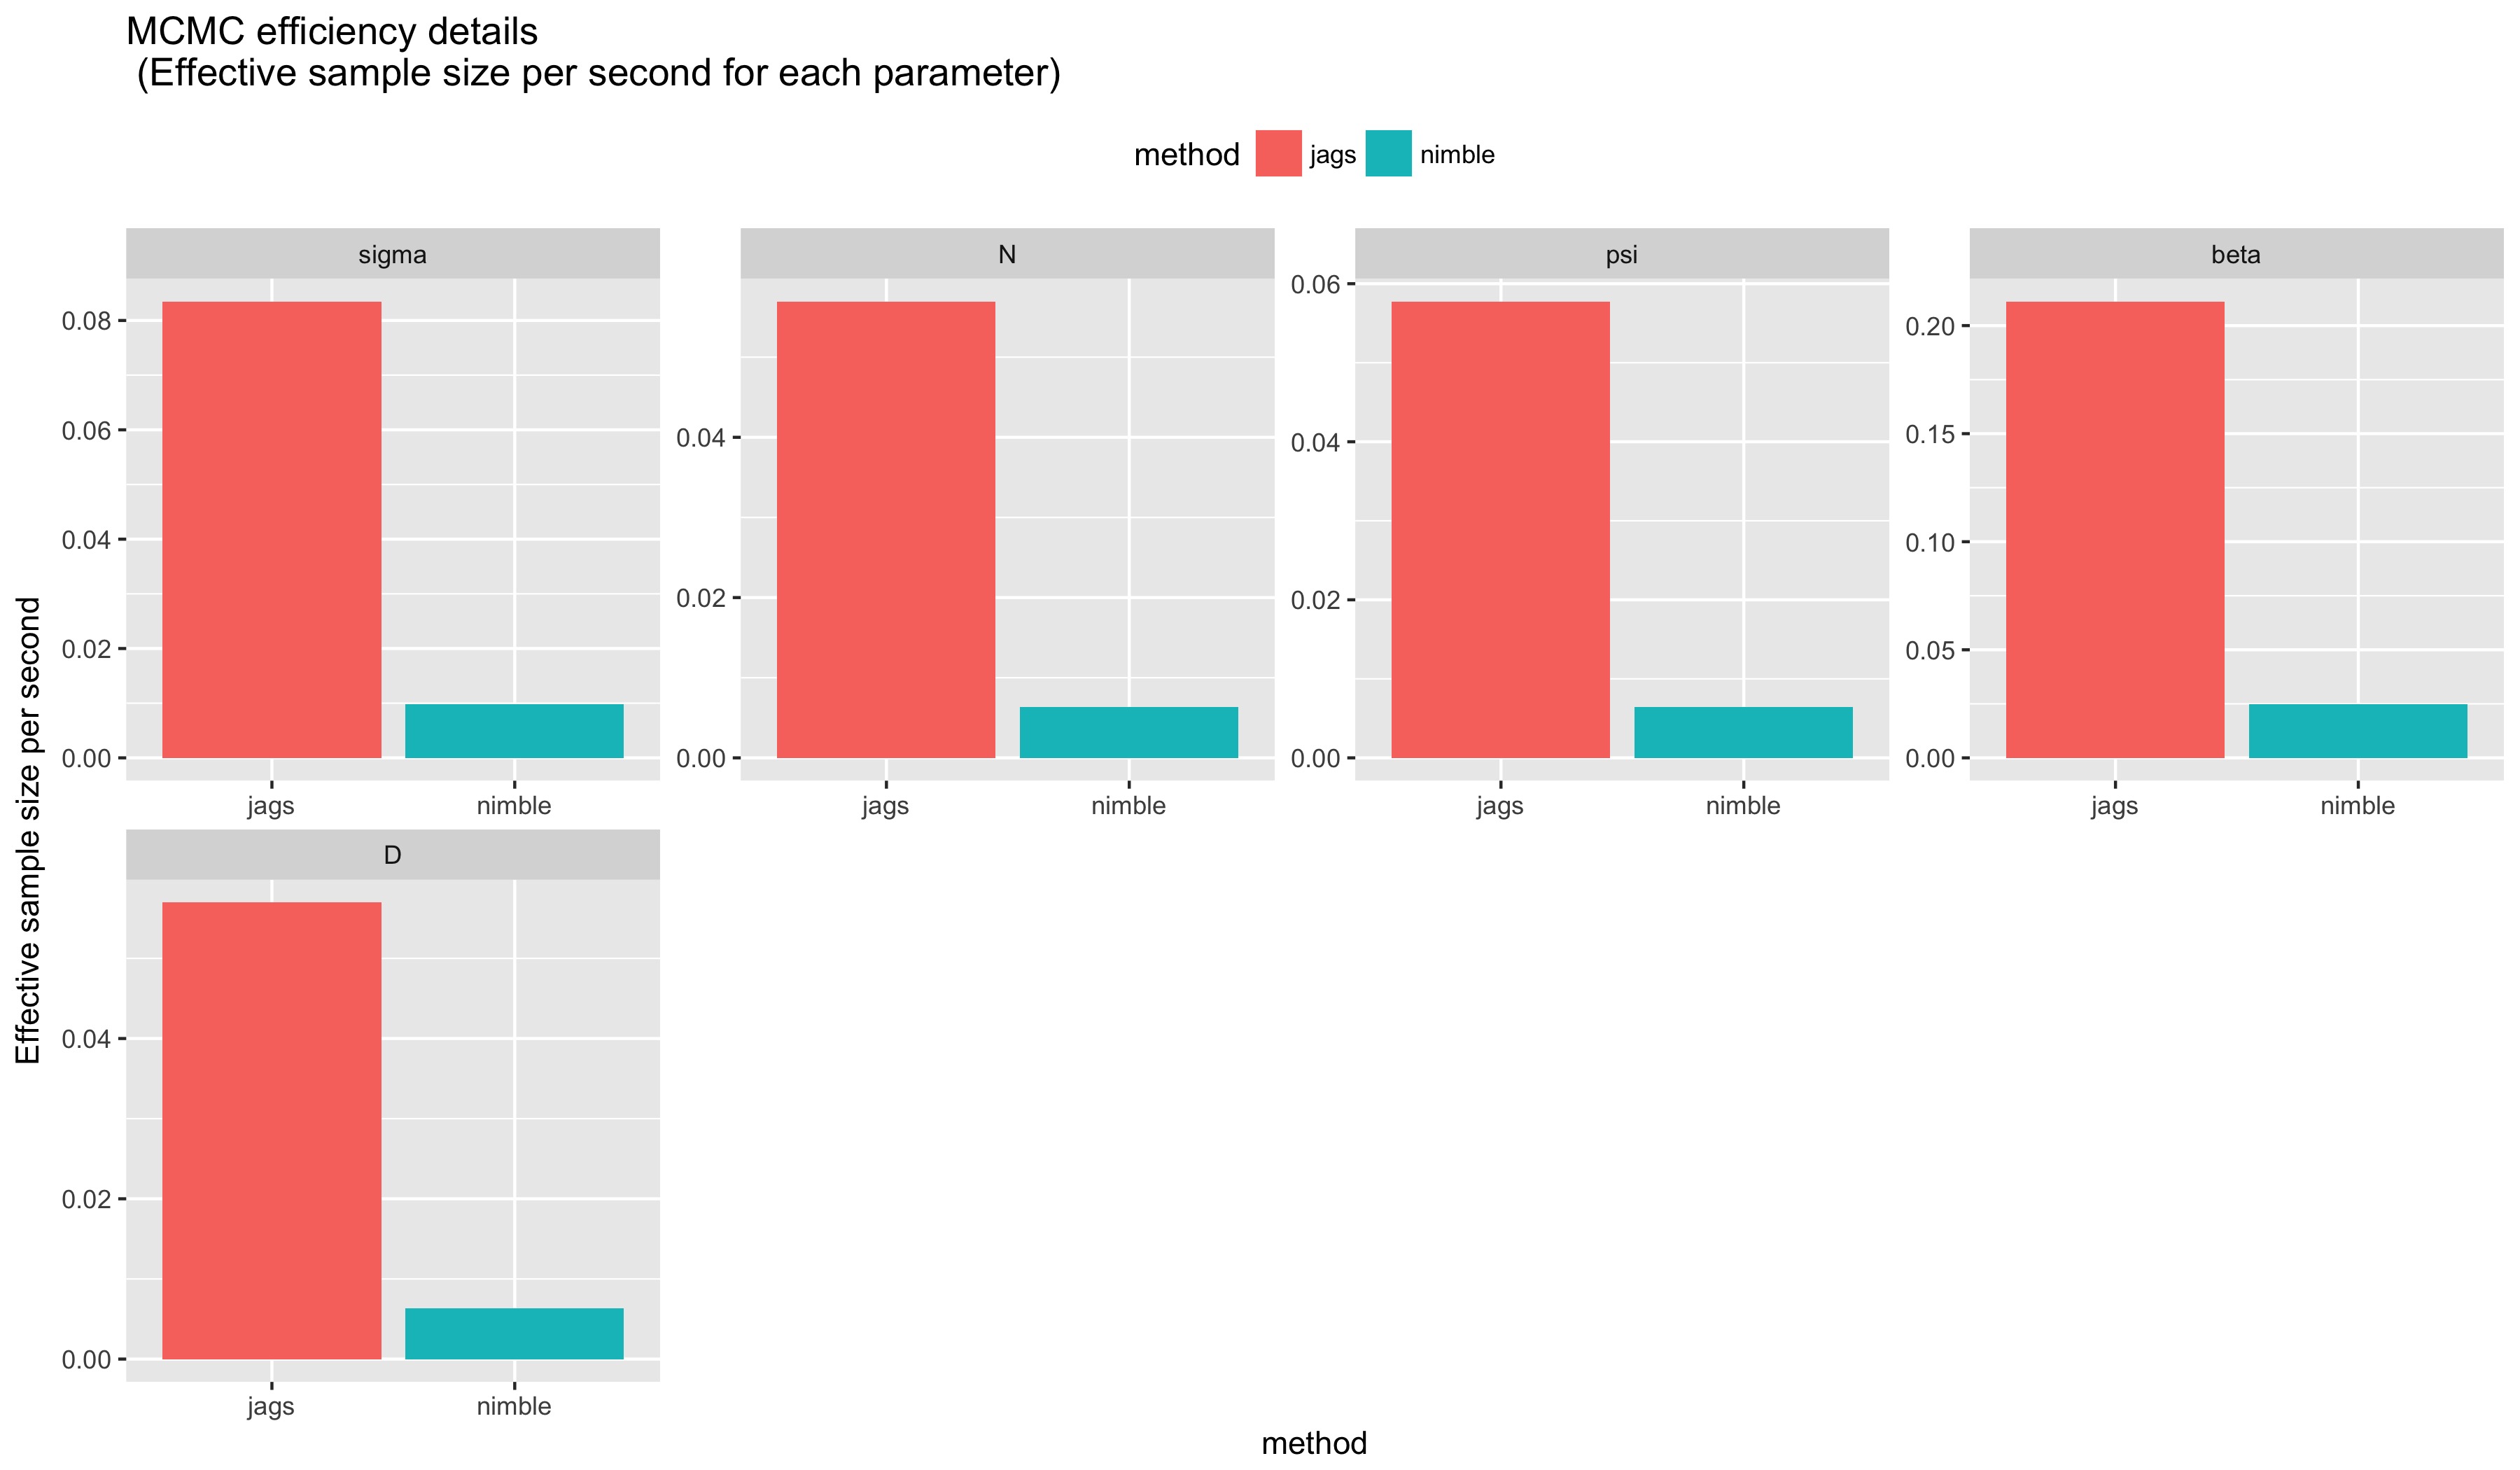 MCMC efficiency details
(Effective sample size per second for each parameter)
method jags nimble
Effective sample size per second
sigma
0.08
0.06
0.04
0.02
0.00
jags nimble
N
0.04
0.02
0.00
jags nimble
psi
0.06
0.04
0.02
0.00
jags nimble
beta
0.20
0.15
0.10
0.05
0.00
jags nimble
D
0.04
0.02
0.00
jags nimble
method